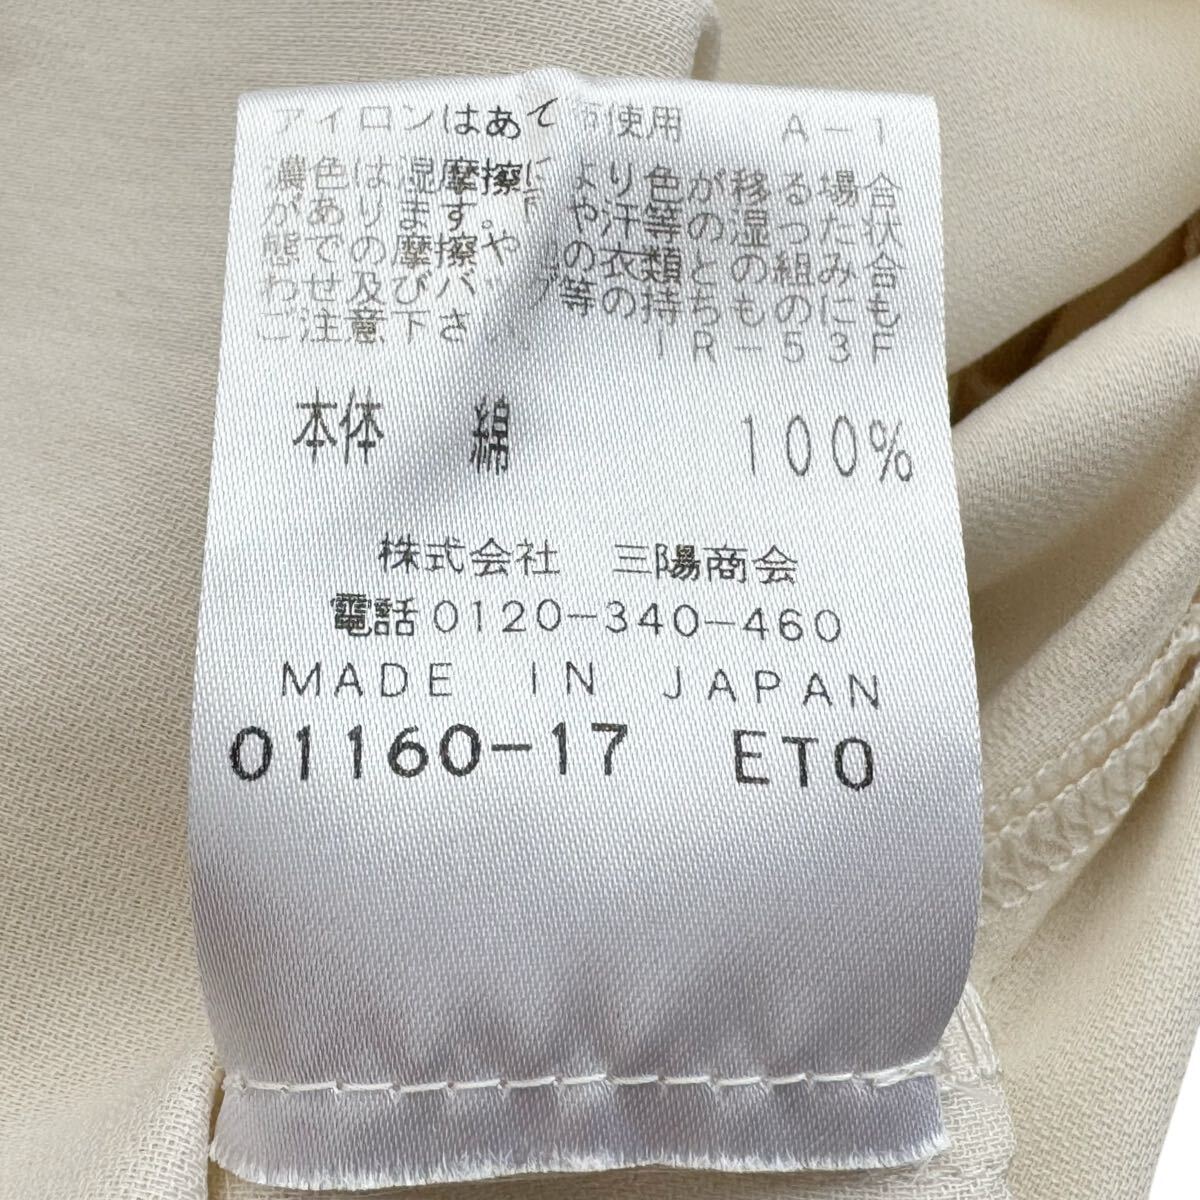 アイロンはあて布使用 A-1
濃色は湿摩擦により色が移る場合
があります。 や汗等の湿った状
態での摩擦や の衣類との組み合
わせ及びバ グ等の持ちものにも
ご注意下さ IR-53F
本体 綿 100%
株式会社 三陽商会
電話0120-340-460
MADE IN JAPAN
01160-17 ETO